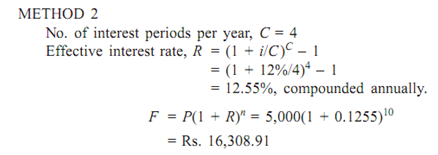 METHOD 2
No. of interest periods per year, C = 4
Effective interest rate, R = (1 + i/C)^C – 1
= (1 + 12%/4)^4 – 1
= 12.55%, compounded annually.
F = P(1 + R)^n = 5,000(1 + 0.1255)^10
= Rs. 16,308.91